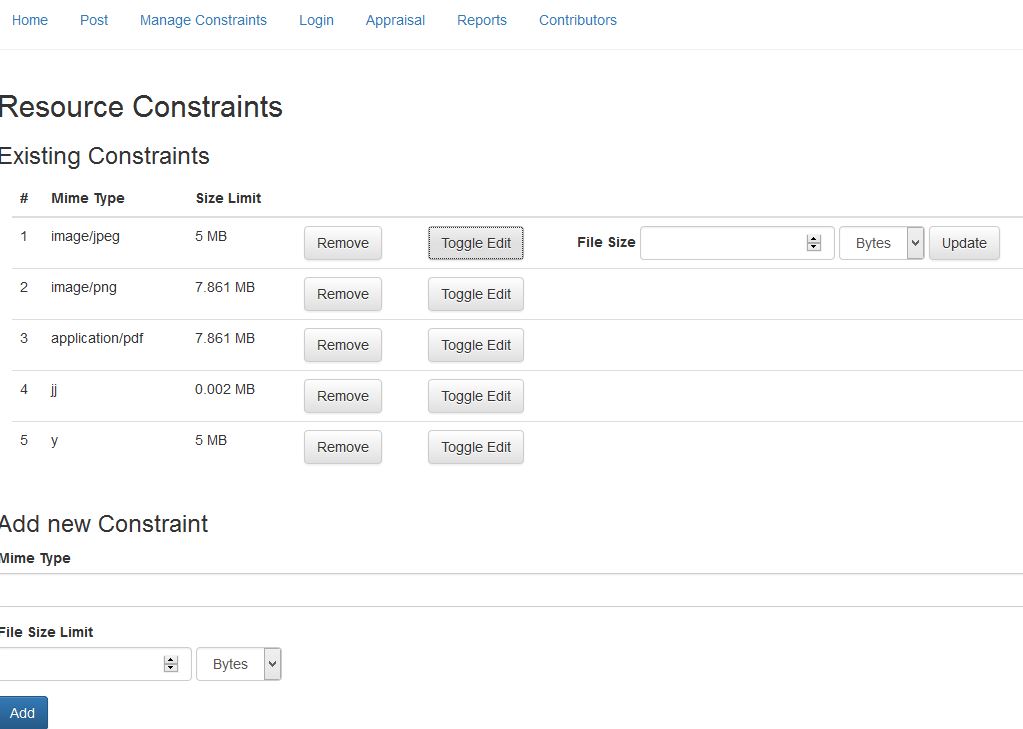 Home Post Manage Constraints Login Appraisal Reports Contributors
Resource Constraints
Existing Constraints
# Mime Type Size Limit
1 image/jpeg 5 MB Remove Toggle Edit File Size Bytes Update
2 image/png 7.861 MB Remove Toggle Edit
3 application/pdf 7.861 MB Remove Toggle Edit
4 jj 0.002 MB Remove Toggle Edit
5 y 5 MB Remove Toggle Edit
Add new Constraint
Mime Type
File Size Limit
Bytes
Add